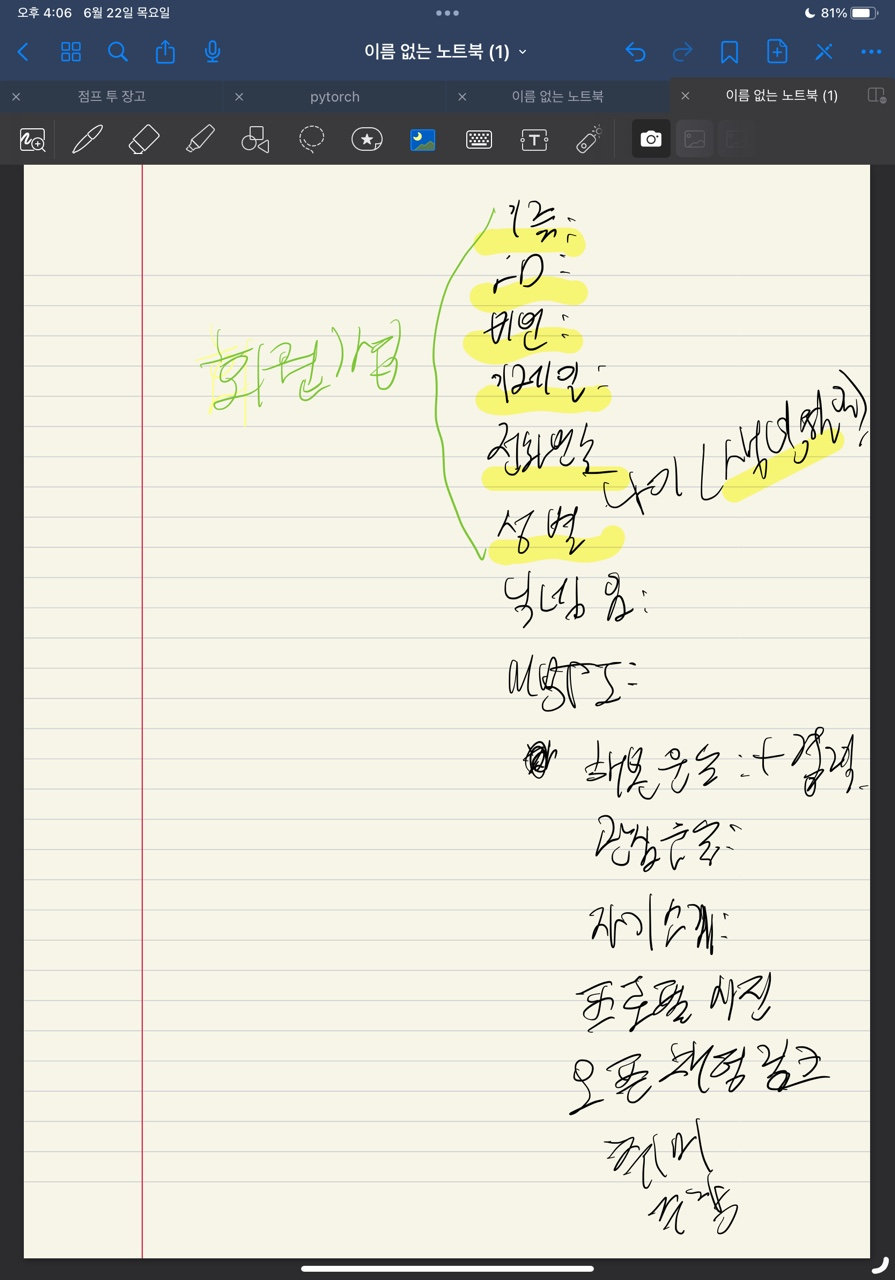 오후 4:06 6월 22일 목요일
81%
이름 없는 노트북 (1)
점프 투 장고
pytorch
이름 없는 노트북
이름 없는 노트북 (1)
이름:
ID:
비번:
이메일:
회원가입
전화번호
나이 (생년월일)
성별
닉네임:
해본 운동: + 경력
관심 운동:
자기소개:
프로필 사진
오픈 채팅 링크
취미